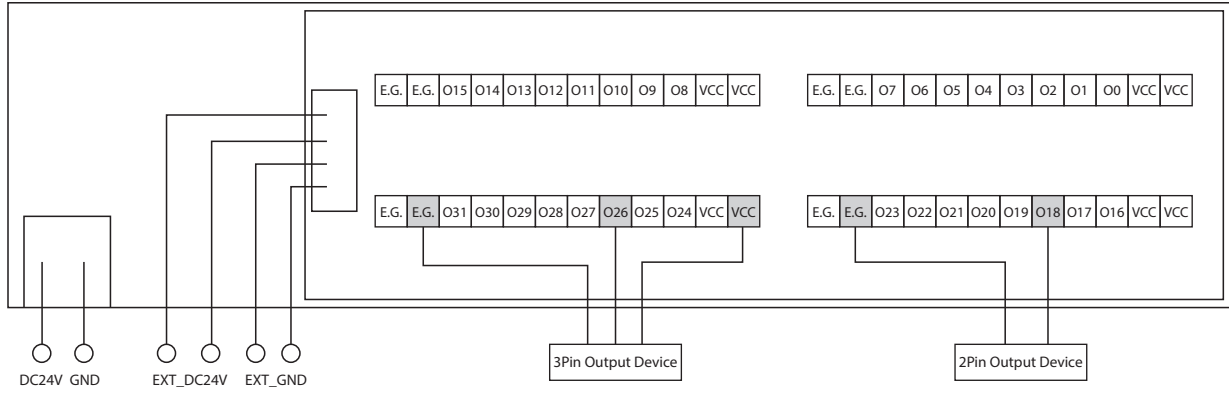 E.G. E.G. O15 O14 O13 O12 O11 O10 O9 O8 VCC VCC
E.G. E.G. O7 O6 O5 O4 O3 O2 O1 O0 VCC VCC
E.G. E.G. O31 O30 O29 O28 O27 O26 O25 O24 VCC VCC
E.G. E.G. O23 O22 O21 O20 O19 O18 O17 O16 VCC VCC
3Pin Output Device
2Pin Output Device
DC24V GND
EXT_DC24V
EXT_GND